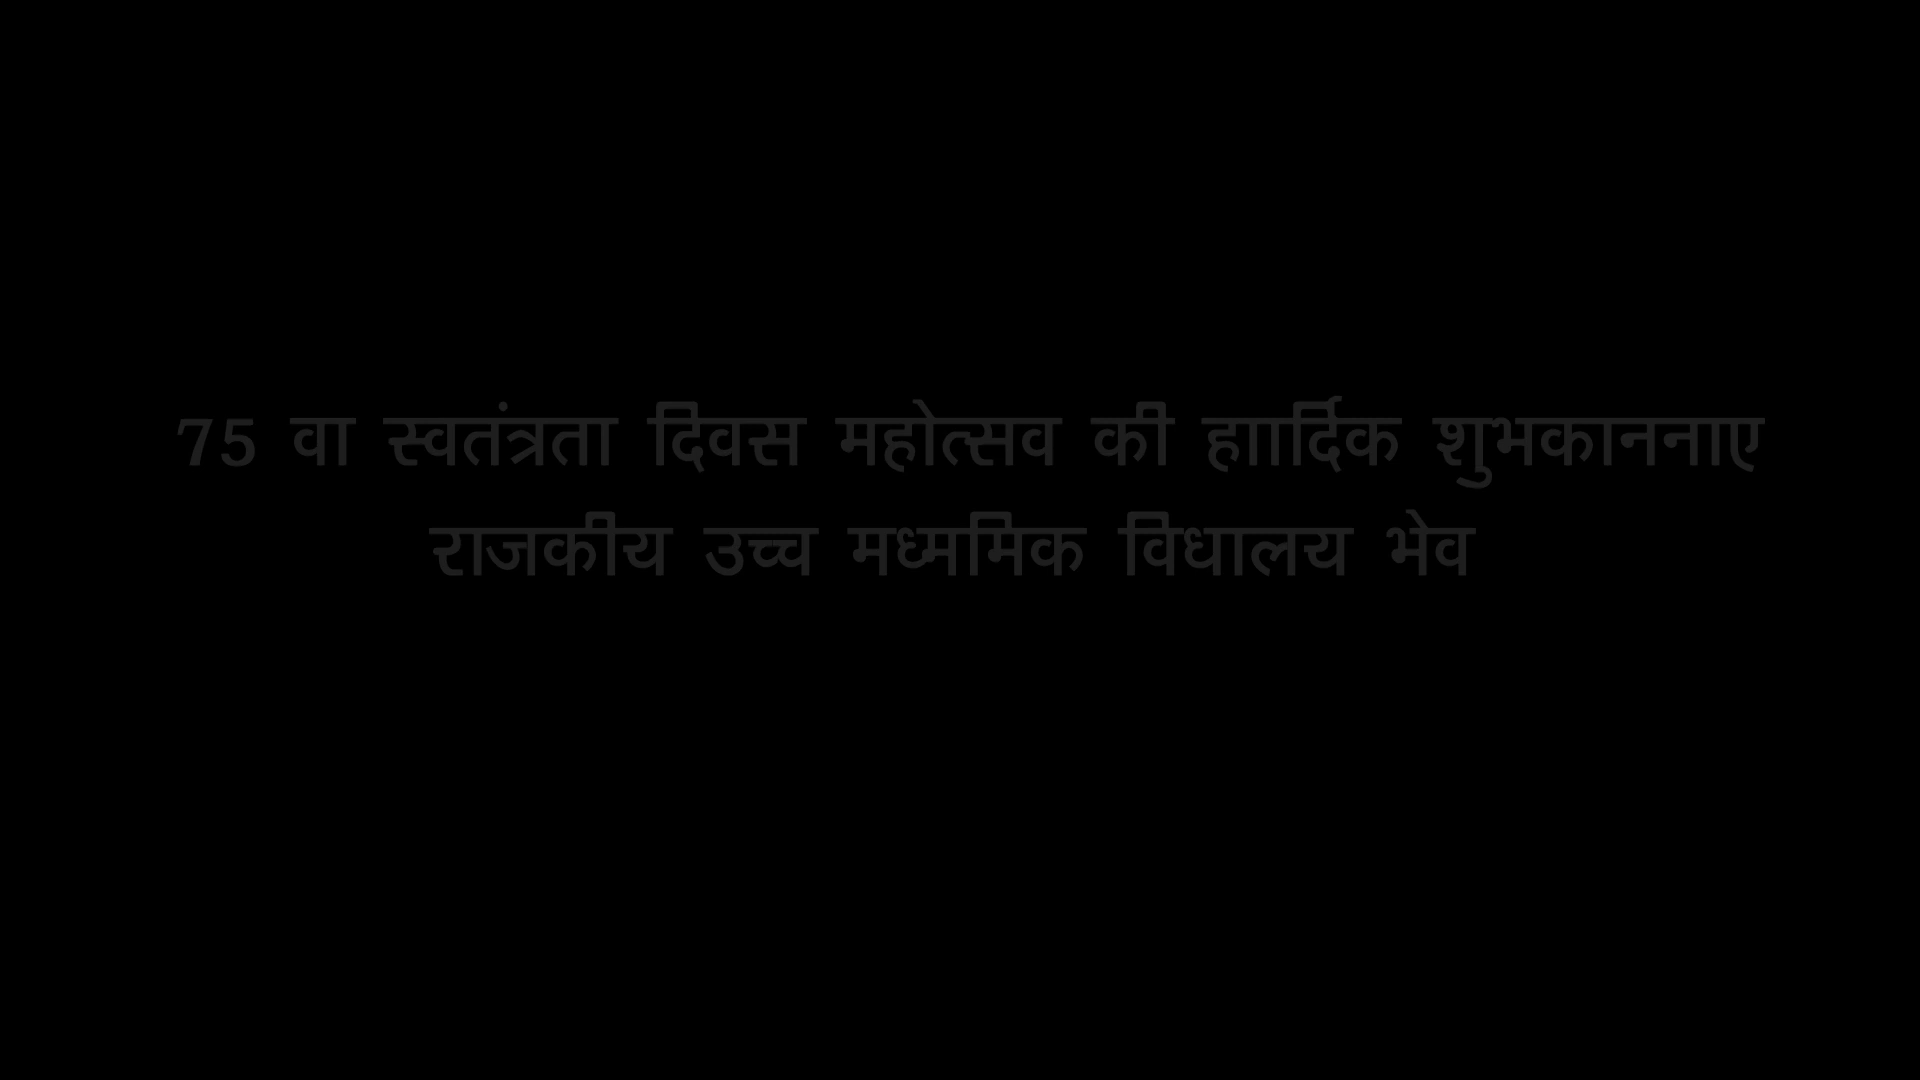 75 वा स्वतंत्रता दिवस महोत्सव की हाार्दिक शुभकाननाए
राजकीय उच्च मध्ममिक विधालय भेव